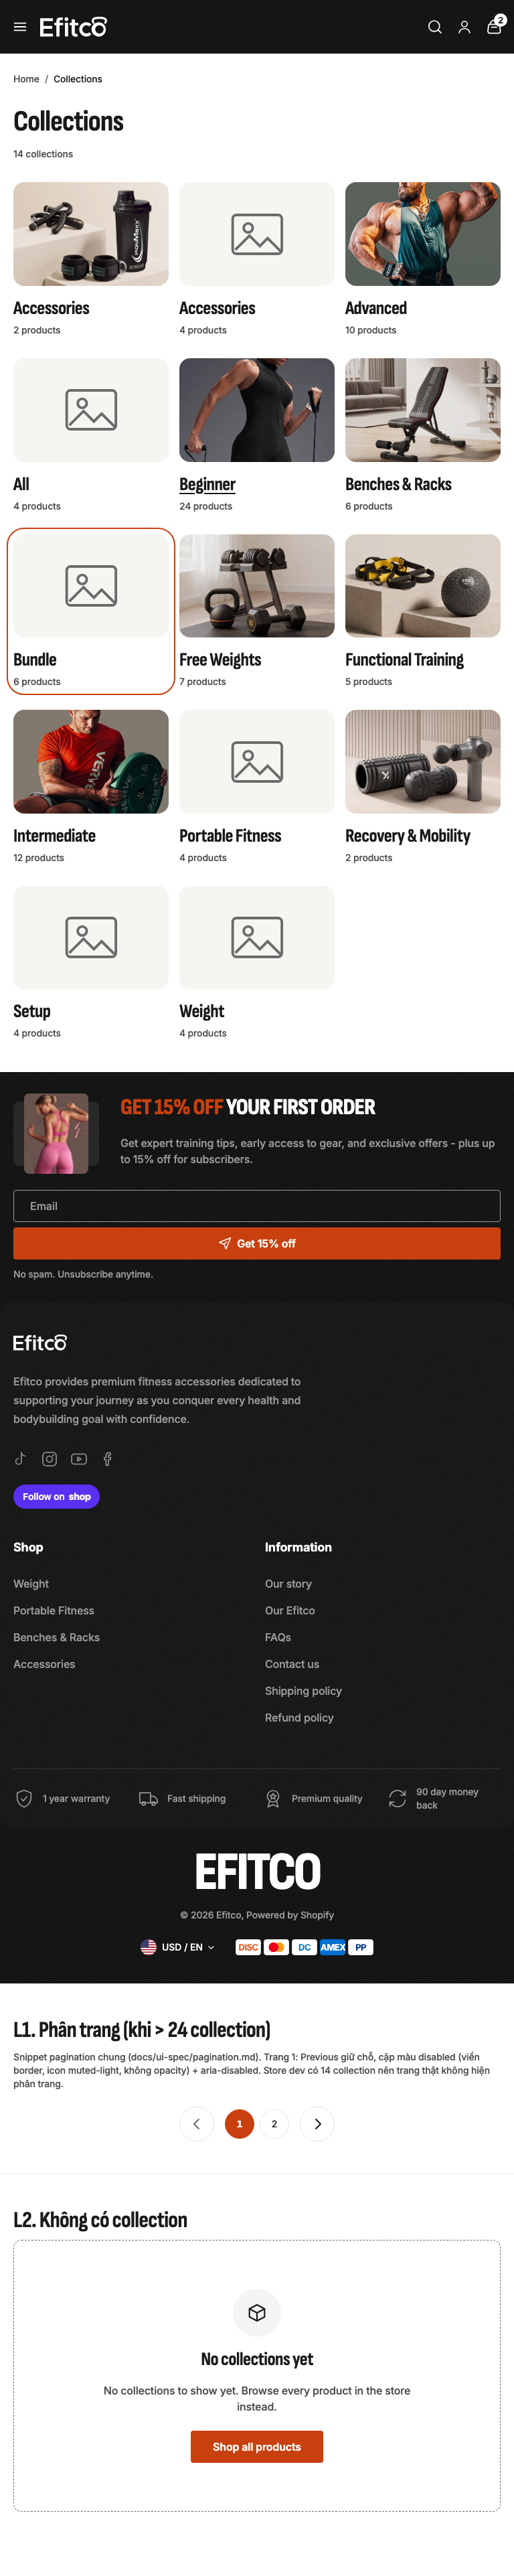 Efitco
2
Home / Collections
Collections
14 collections
IRONMAXX
Accessories
2 products
Accessories
4 products
Advanced
10 products
All
4 products
Beginner
24 products
Benches & Racks
6 products
Bundle
6 products
Free Weights
7 products
Functional Training
5 products
VERVE
Intermediate
12 products
Portable Fitness
4 products
Recovery & Mobility
2 products
Setup
4 products
Weight
4 products
GET 15% OFF YOUR FIRST ORDER
Get expert training tips, early access to gear, and exclusive offers - plus up
to 15% off for subscribers.
Email
Get 15% off
No spam. Unsubscribe anytime.
Efitco
Efitco provides premium fitness accessories dedicated to
supporting your journey as you conquer every health and
bodybuilding goal with confidence.
Follow on shop
Shop
Weight
Portable Fitness
Benches & Racks
Accessories
Information
Our story
Our Efitco
FAQs
Contact us
Shipping policy
Refund policy
1 year warranty
Fast shipping
Premium quality
90 day money
back
EFITCO
© 2026 Efitco, Powered by Shopify
USD / EN
DISC
DC
AMEX
PP
L1. Phân trang (khi > 24 collection)
Snippet pagination chung (docs/ui-spec/pagination.md). Trang 1: Previous giữ chỗ, cặp màu disabled (viền
border, icon muted-light, không opacity) + aria-disabled. Store dev có 14 collection nên trang thật không hiện
phân trang.
1
2
L2. Không có collection
No collections yet
No collections to show yet. Browse every product in the store
instead.
Shop all products